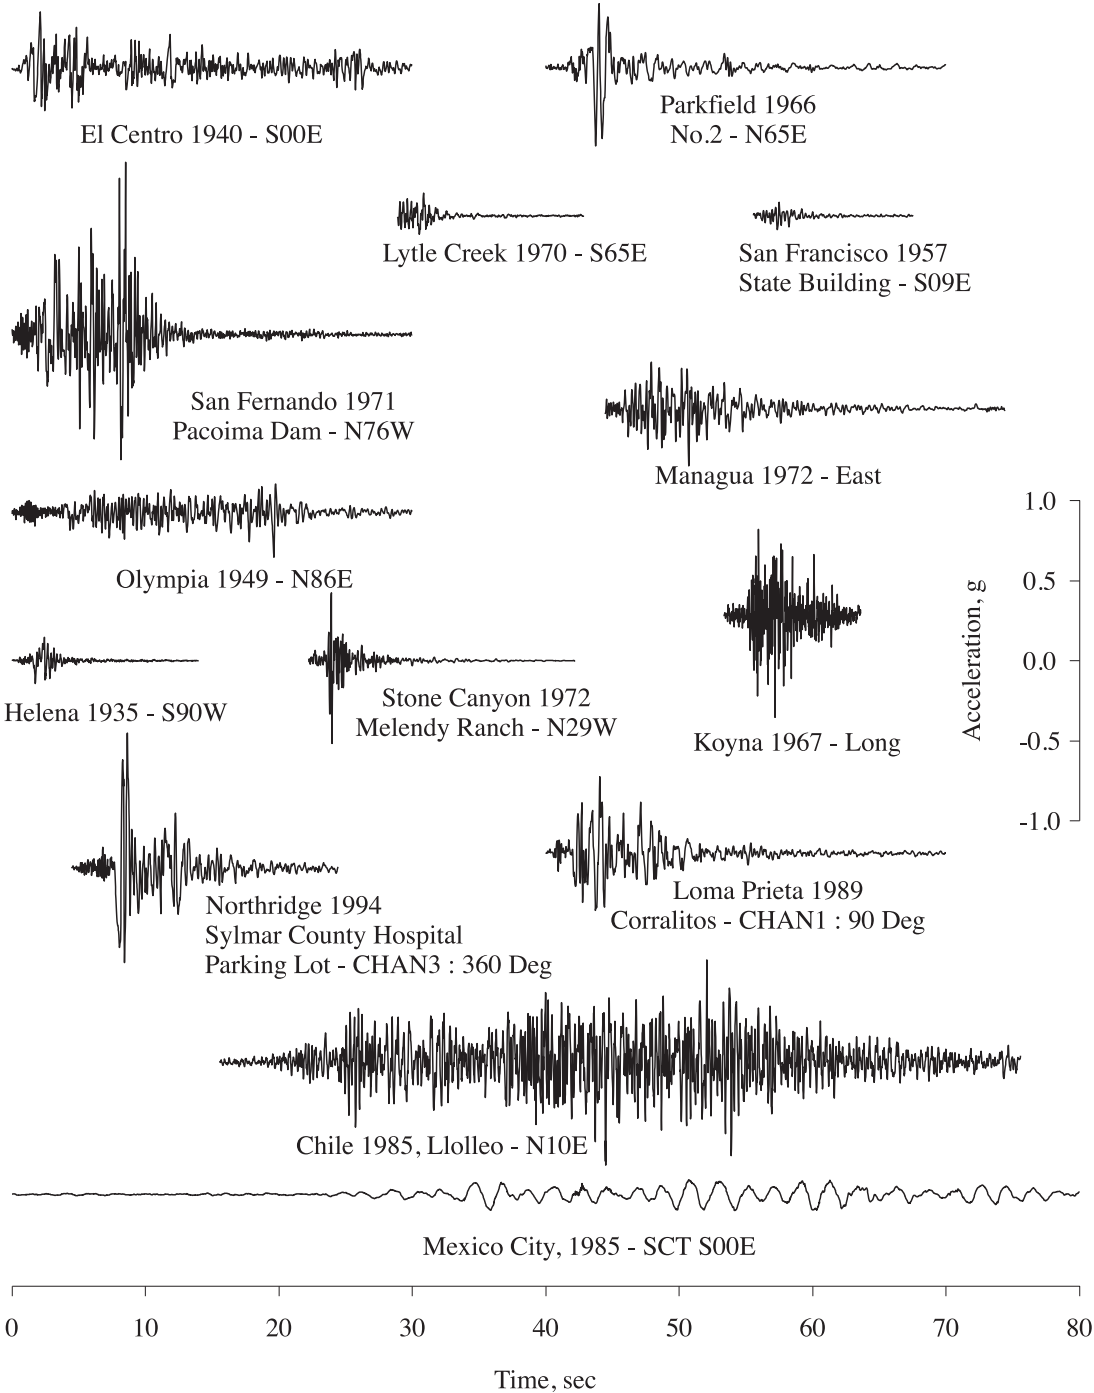 El Centro 1940 - S00E
Parkfield 1966
No.2 - N65E
Lytle Creek 1970 - S65E
San Francisco 1957
State Building - S09E
San Fernando 1971
Pacoima Dam - N76W
Managua 1972 - East
Olympia 1949 - N86E
1.0
0.5
0.0
-0.5
-1.0
Acceleration, g
Helena 1935 - S90W
Stone Canyon 1972
Melendy Ranch - N29W
Koyna 1967 - Long
Northridge 1994
Sylmar County Hospital
Parking Lot - CHAN3 : 360 Deg
Loma Prieta 1989
Corralitos - CHAN1 : 90 Deg
Chile 1985, Llolleo - N10E
Mexico City, 1985 - SCT S00E
0 10 20 30 40 50 60 70 80
Time, sec